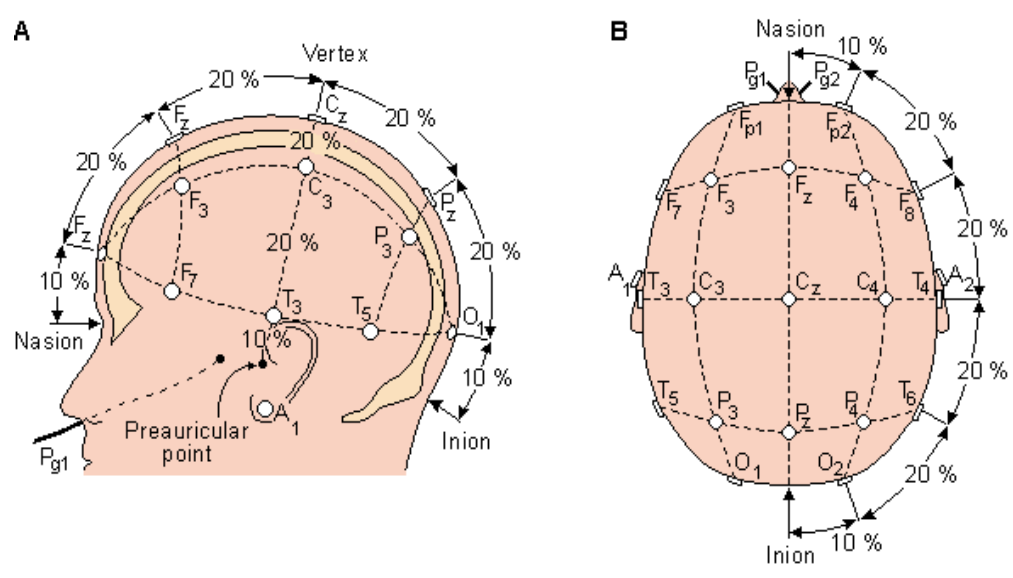 A
Vertex
20 %
20 %
20 %
20 %
20 %
10 %
Fz
Cz
Fz
Pz
F3
C3
P3
20 %
F7
T3
T5
O1
10 %
10 %
A1
Nasion
Preauricular
point
Inion
Pg1
B
Nasion
10 %
Pg1
Pg2
Fp1
Fp2
20 %
F7
F3
Fz
F4
F8
20 %
A1
T3
C3
Cz
C4
T4
A2
20 %
T5
P3
Pz
P4
T6
O1
O2
20 %
10 %
Inion